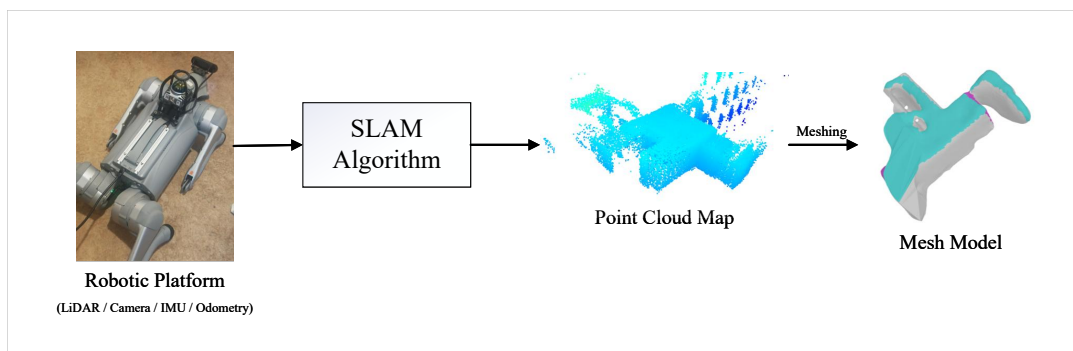 Robotic Platform
(LiDAR / Camera / IMU / Odometry)
SLAM
Algorithm
Point Cloud Map
Meshing
Mesh Model